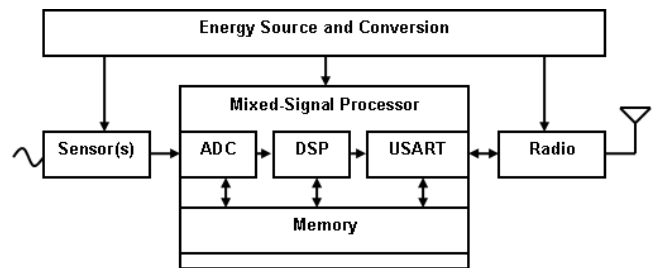 Energy Source and Conversion
Mixed-Signal Processor
Sensor(s)
ADC
DSP
USART
Radio
Memory